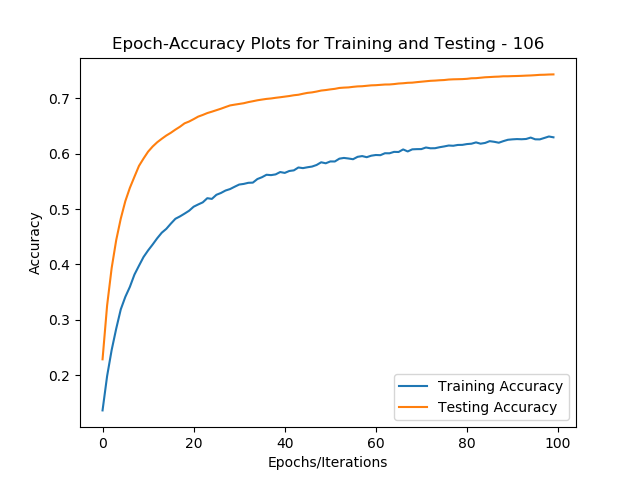 Epoch-Accuracy Plots for Training and Testing - 106
0.7
0.6
0.5
0.4
0.3
0.2
Accuracy
Training Accuracy
Testing Accuracy
0 20 40 60 80 100
Epochs/Iterations